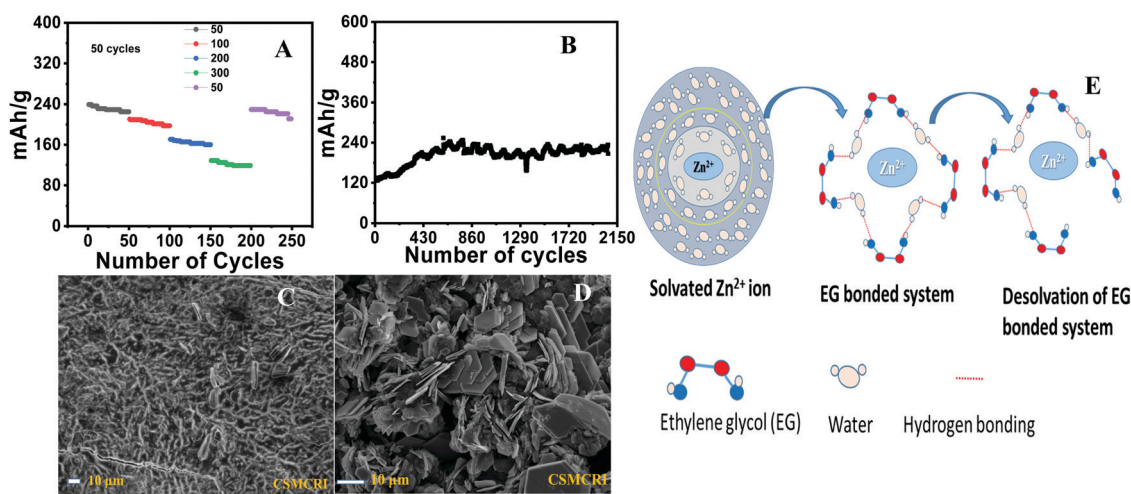 A
50 cycles
50
100
200
300
50
400
320
240
160
80
0
mAh/g
0 50 100 150 200 250
Number of Cycles
B
600
480
360
240
120
0
mAh/g
0 430 860 1290 1720 2150
Number of cycles
C
10 µm
CSMCRI
D
10 µm
CSMCRI
E
Zn2+
Zn2+
Zn2+
Solvated Zn2+ ion
EG bonded system
Desolvation of EG
bonded system
Ethylene glycol (EG)
Water
Hydrogen bonding